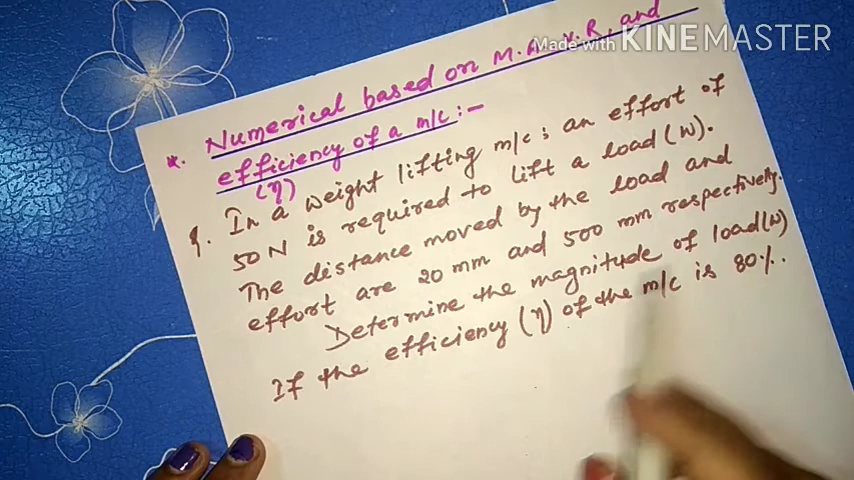 Made with KINEMASTER
*. Numerical based on M.A, V.R, and
efficiency of a m/c :-
(η)
Q. In a weight lifting m/c; an effort of
50 N is required to lift a load (W).
The distance moved by the load and
effort are 20 mm and 500 mm respectively.
Determine the magnitude of load (W)
If the efficiency (η) of the m/c is 80%.